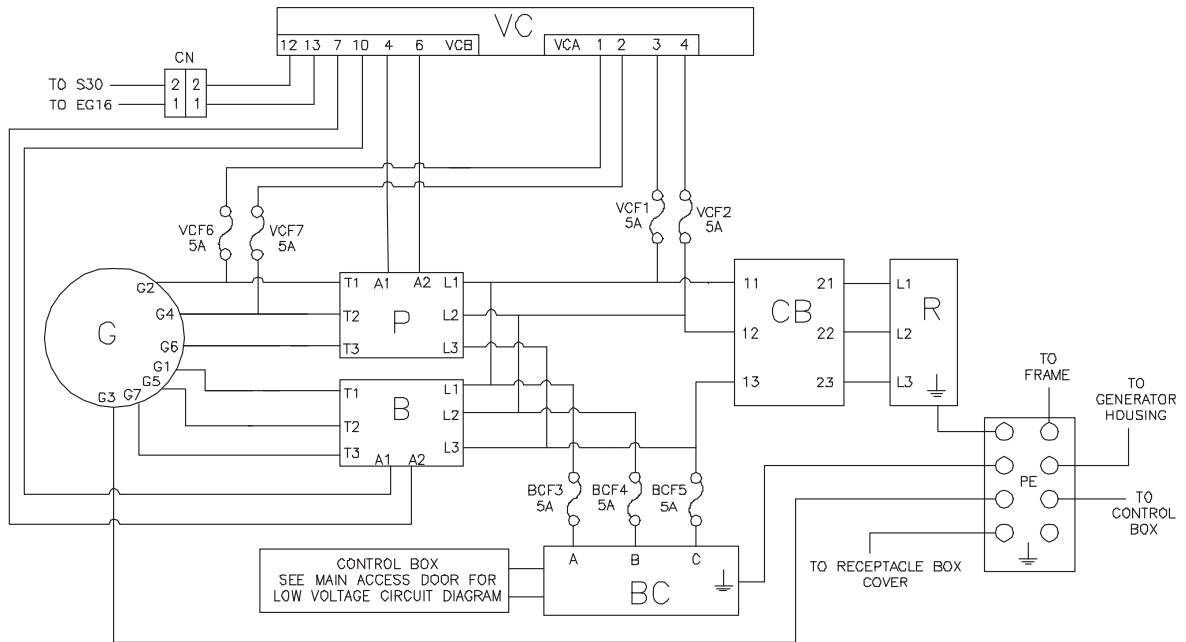 VC
12 13 7 10 4 6 VCB
VCA 1 2 3 4
CN
TO S30
2 2
TO EG16
1 1
VCF6
5A
VCF7
5A
VCF1
5A
VCF2
5A
G
G2
G4
G6
G1
G5
G7
G3
T1 A1 A2 L1
T2 P L2
T3 L3
T1 L1
B
T2 L2
T3 L3
A1 A2
11 21
CB
12 22
13 23
L1
R
L2
L3
TO
FRAME
TO
GENERATOR
HOUSING
PE
TO
CONTROL
BOX
TO RECEPTACLE BOX
COVER
BCF3
5A
BCF4
5A
BCF5
5A
A B C
BC
CONTROL BOX
SEE MAIN ACCESS DOOR FOR
LOW VOLTAGE CIRCUIT DIAGRAM